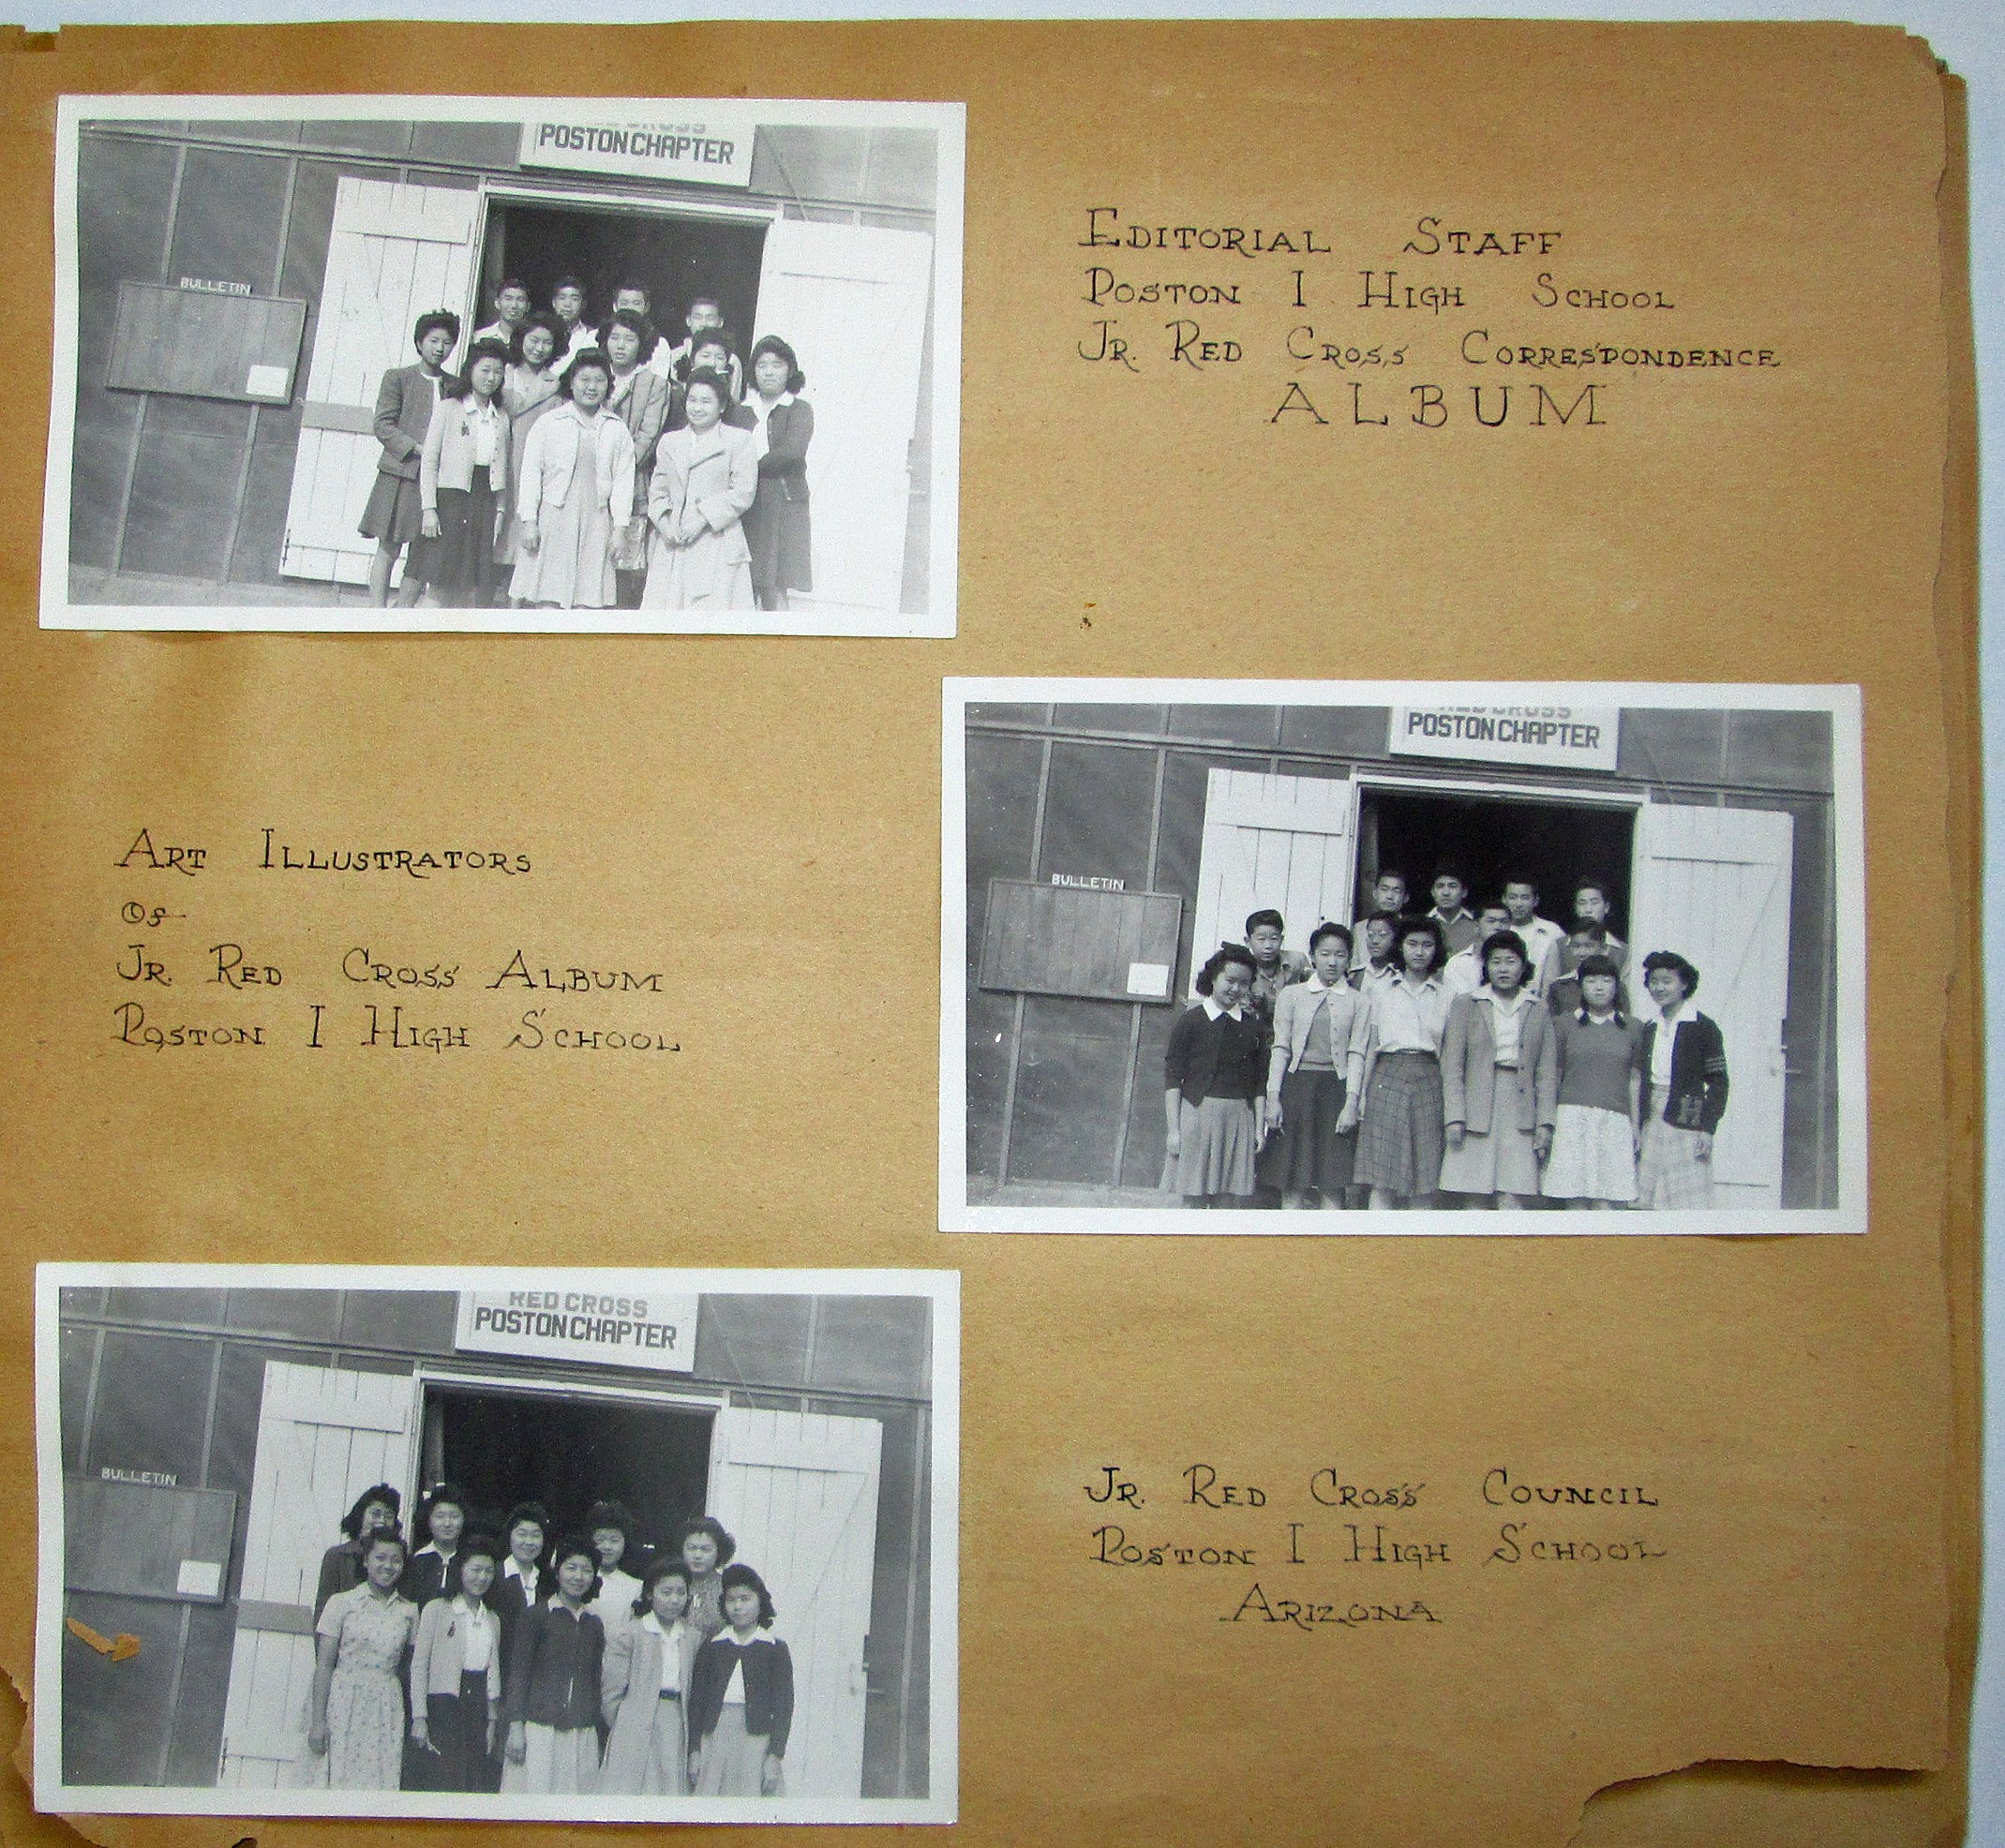 POSTON CHAPTER
BULLETIN
EDITORIAL STAFF
POSTON I HIGH SCHOOL
JR. RED CROSS CORRESPONDENCE
ALBUM
ART ILLUSTRATORS
OF
JR. RED CROSS ALBUM
POSTON I HIGH SCHOOL
RED CROSS
POSTON CHAPTER
BULLETIN
H
RED CROSS
POSTON CHAPTER
BULLETIN
JR. RED CROSS COUNCIL
POSTON I HIGH SCHOOL
ARIZONA